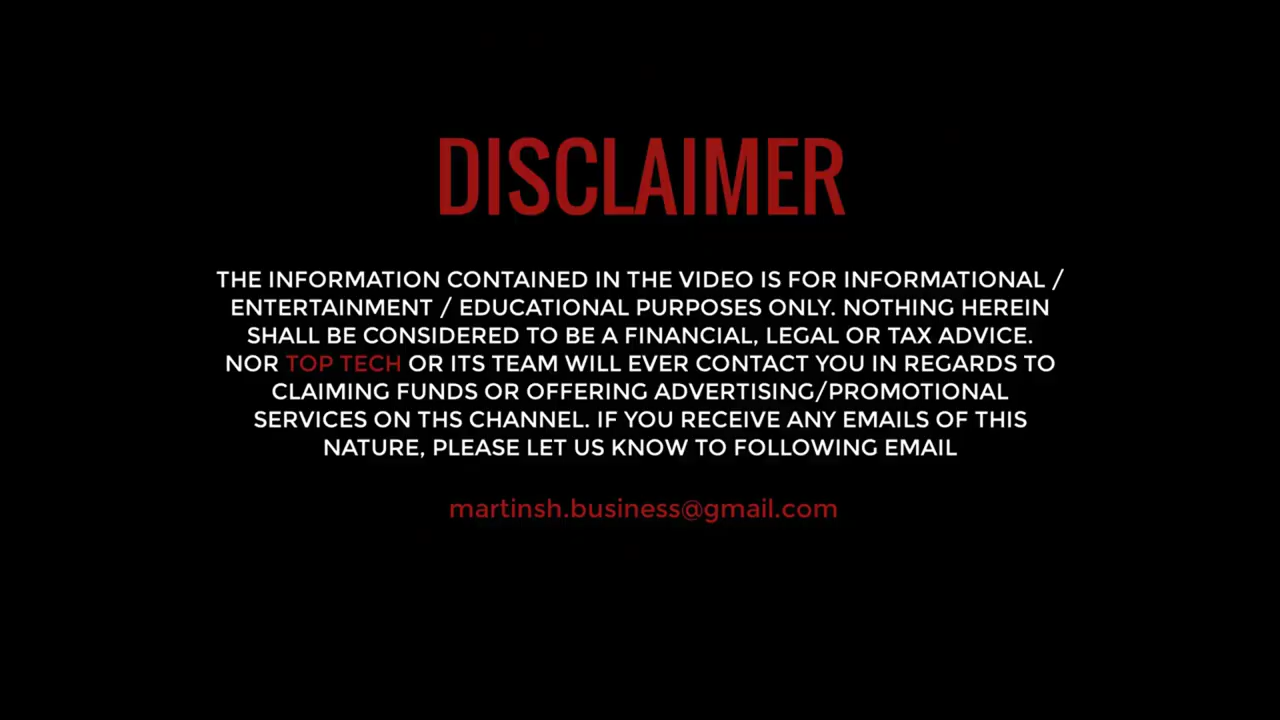 DISCLAIMER
THE INFORMATION CONTAINED IN THE VIDEO IS FOR INFORMATIONAL /
ENTERTAINMENT / EDUCATIONAL PURPOSES ONLY. NOTHING HEREIN
SHALL BE CONSIDERED TO BE A FINANCIAL, LEGAL OR TAX ADVICE.
NOR TOP TECH OR ITS TEAM WILL EVER CONTACT YOU IN REGARDS TO
CLAIMING FUNDS OR OFFERING ADVERTISING/PROMOTIONAL
SERVICES ON THS CHANNEL. IF YOU RECEIVE ANY EMAILS OF THIS
NATURE, PLEASE LET US KNOW TO FOLLOWING EMAIL
martinsh.business@gmail.com